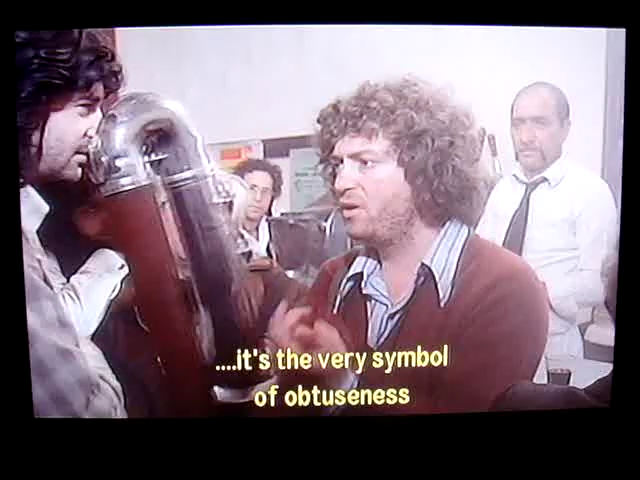 ....it's the very symbol
of obtuseness